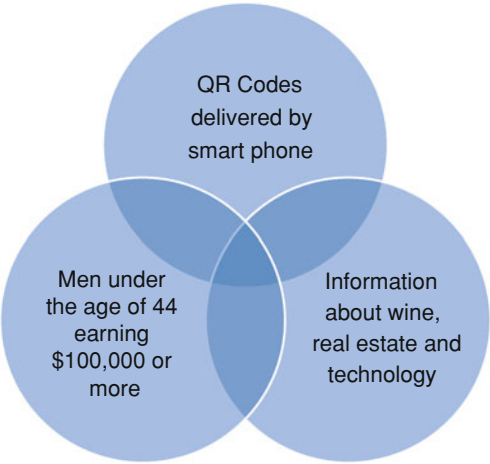 QR Codes
delivered by
smart phone
Men under
the age of 44
earning
$100,000 or
more
Information
about wine,
real estate and
technology